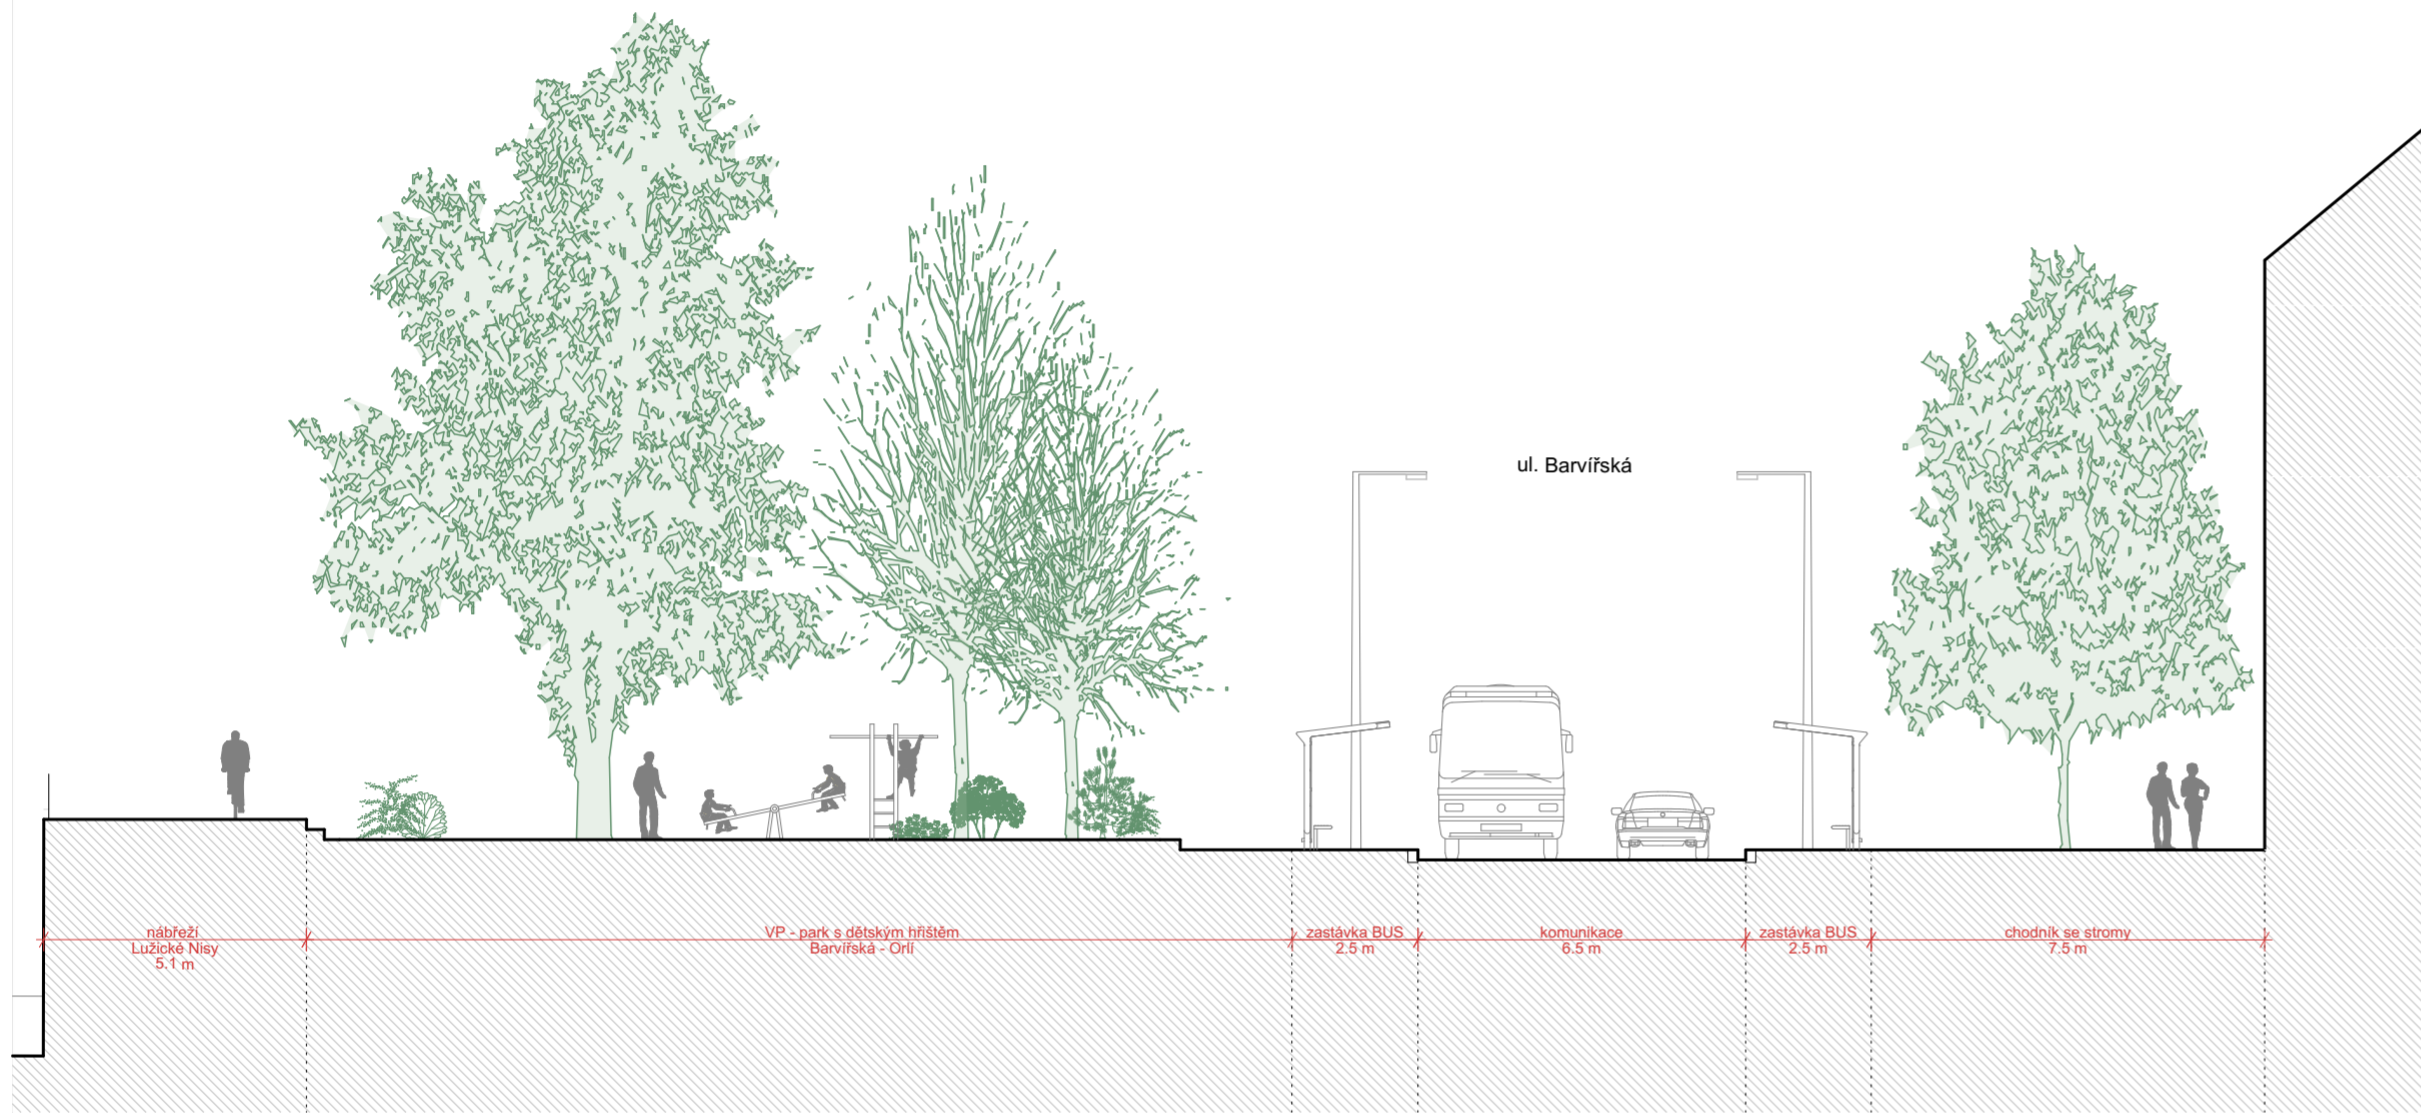 ul. Barvířská
nábřeží
Lužické Nisy
5.1 m
VP - park s dětským hřištěm
Barvířská - Orlí
zastávka BUS
2.5 m
komunikace
6.5 m
zastávka BUS
2.5 m
chodník se stromy
7.5 m